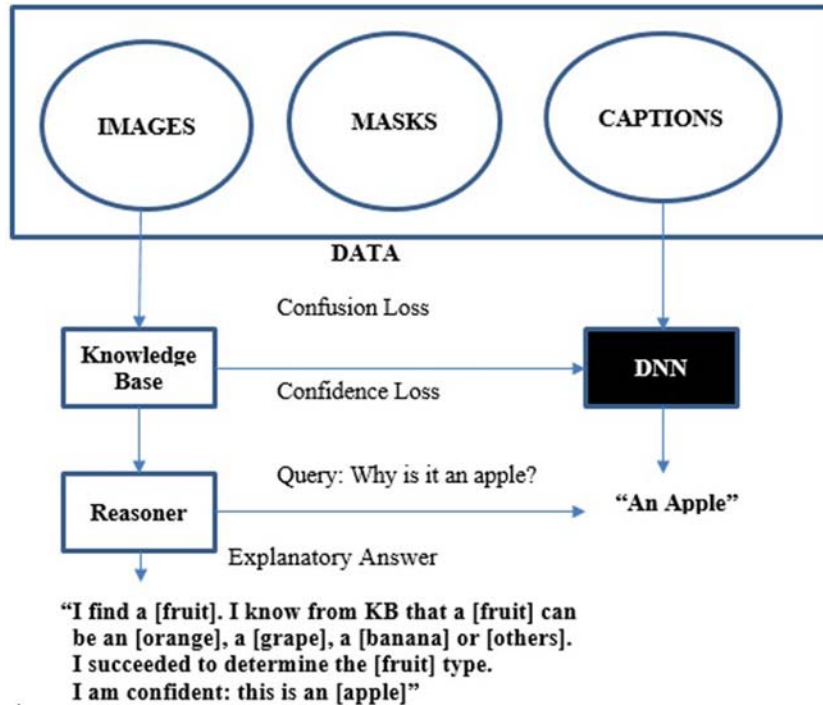 IMAGES
MASKS
CAPTIONS
DATA
Confusion Loss
Knowledge
Base
DNN
Confidence Loss
Query: Why is it an apple?
Reasoner
“An Apple”
Explanatory Answer
“I find a [fruit]. I know from KB that a [fruit] can
be an [orange], a [grape], a [banana] or [others].
I succeeded to determine the [fruit] type.
I am confident: this is an [apple]”